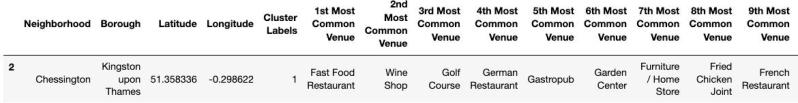 Neighborhood Borough Latitude Longitude Cluster Labels 1st Most Common Venue 2nd Most Common Venue 3rd Most Common Venue 4th Most Common Venue 5th Most Common Venue 6th Most Common Venue 7th Most Common Venue 8th Most Common Venue 9th Most Common Venue
2 Chessington Kingston upon Thames 51.358336 -0.298622 1 Fast Food Restaurant Wine Shop Golf Course German Restaurant Gastropub Garden Center Furniture / Home Store Fried Chicken Joint French Restaurant